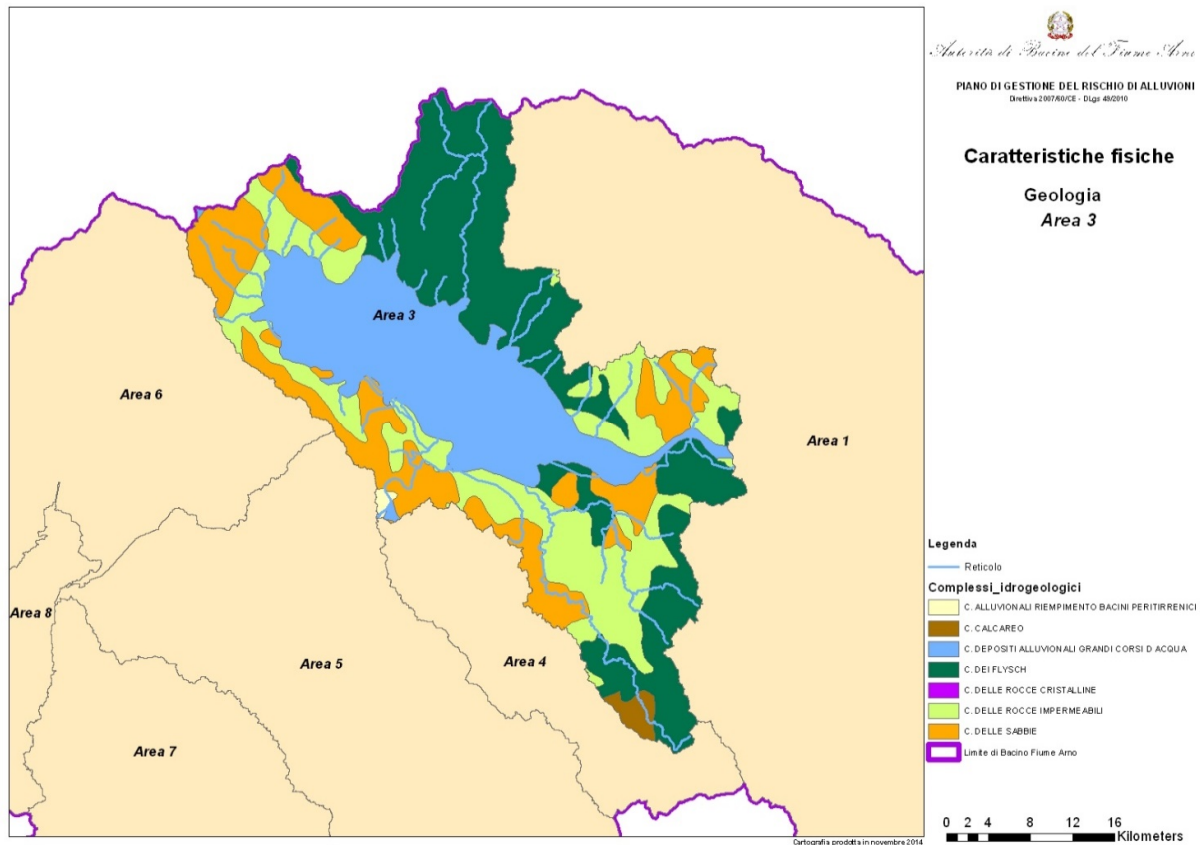 Autorità di Bacino del Fiume Arno
PIANO DI GESTIONE DEL RISCHIO DI ALLUVIONI
Direttiva 2007/60/CE - DLgs 49/2010
Caratteristiche fisiche
Geologia
Area 3
Area 3
Area 6
Area 1
Area 8
Area 5
Area 4
Area 7
Legenda
Reticolo
Complessi_idrogeologici
C. ALLUVIONALI RIEMPIMENTO BACINI PERITIRRENICI
C. CALCAREO
C. DEPOSITI ALLUVIONALI GRANDI CORSI D ACQUA
C. DEI FLYSCH
C. DELLE ROCCE CRISTALLINE
C. DELLE ROCCE IMPERMEABILI
C. DELLE SABBIE
Limite di Bacino Fiume Arno
0 2 4 8 12 16
Kilometers
Cartografia prodotta in novembre 2014